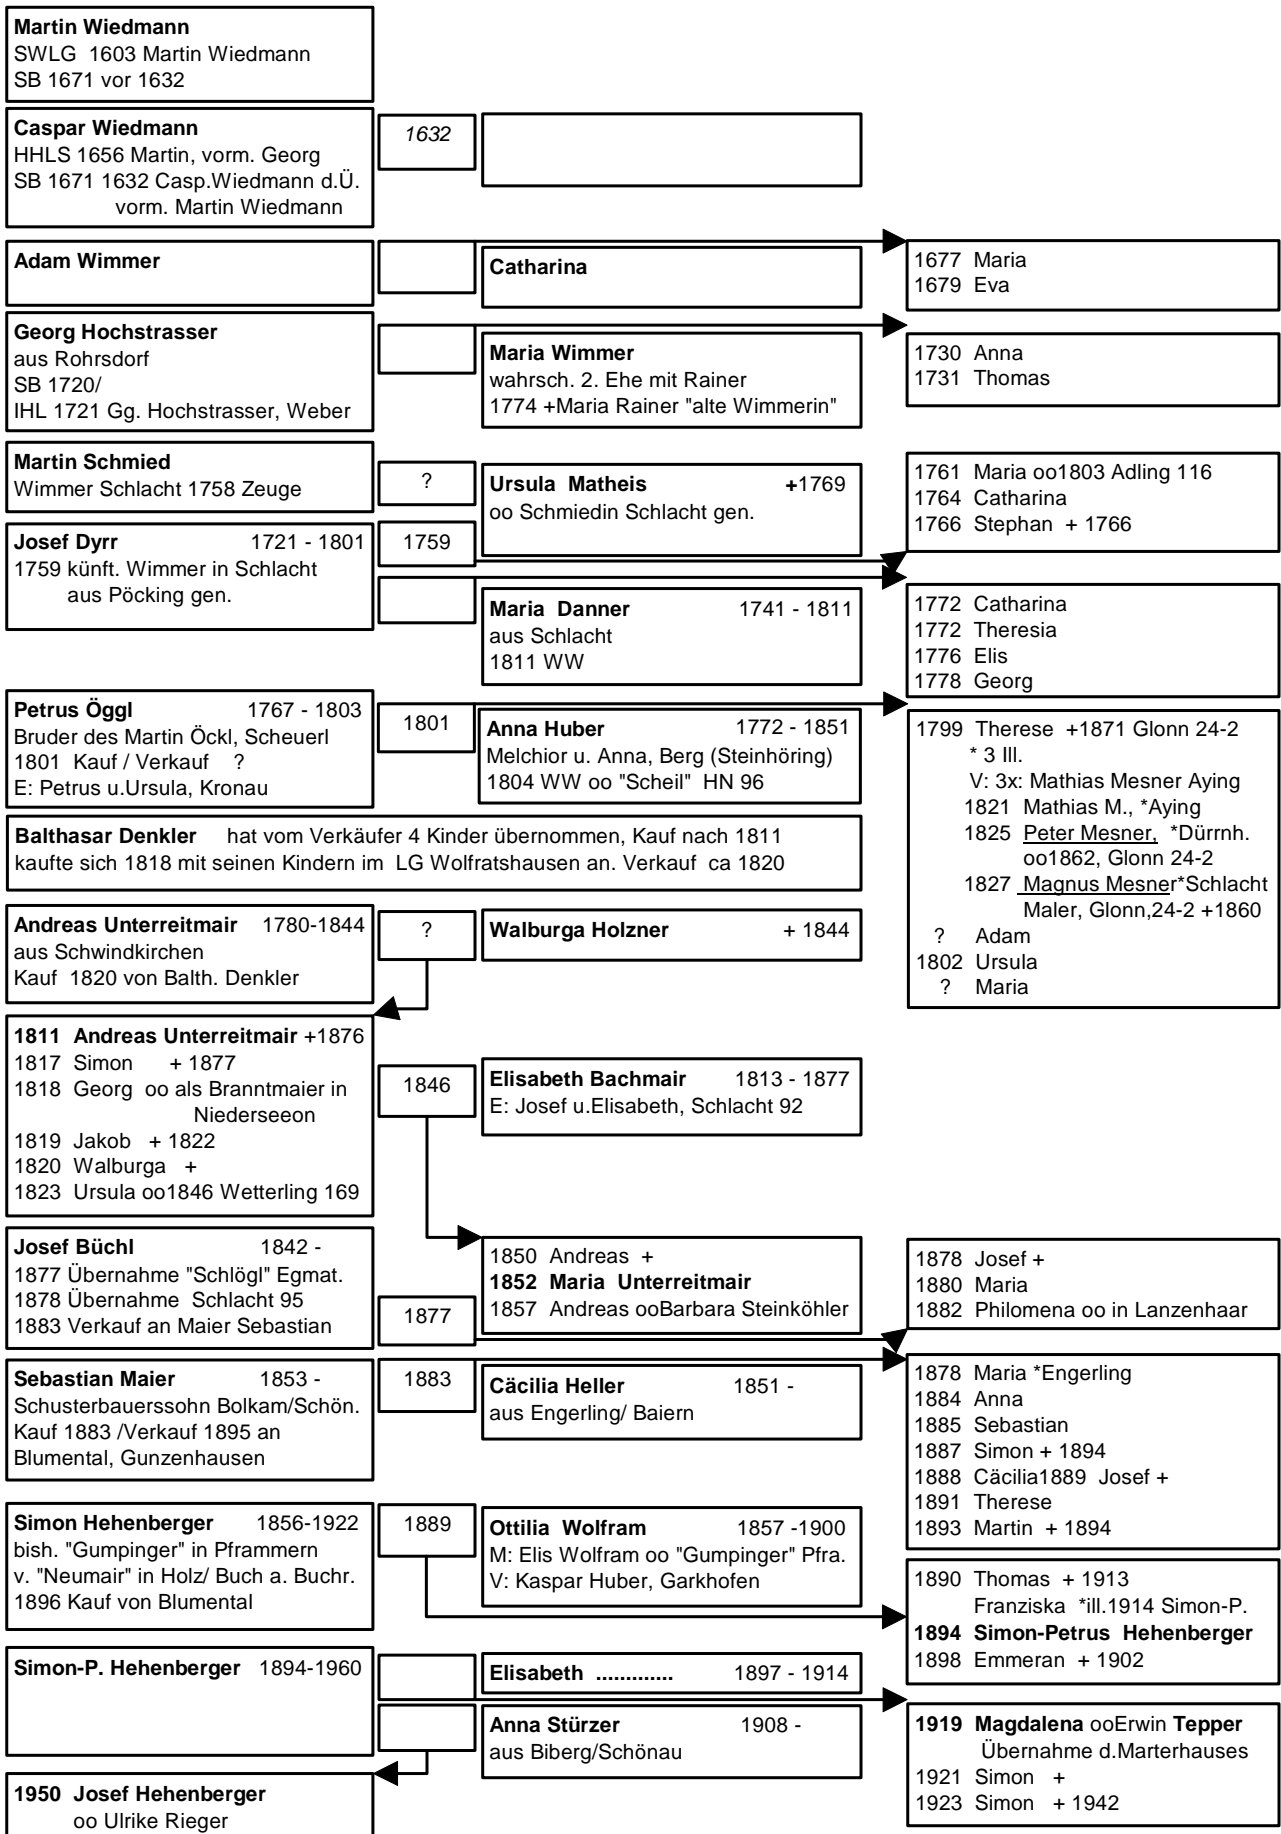 Martin Wiedmann
SWLG 1603 Martin Wiedmann
SB 1671 vor 1632
Caspar Wiedmann
HHLS 1656 Martin, vorm. Georg
SB 1671 1632 Casp.Wiedmann d.Ü.
vorm. Martin Wiedmann
1632
Adam Wimmer
Catharina
1677 Maria
1679 Eva
Georg Hochstrasser
aus Rohrsdorf
SB 1720/
IHL 1721 Gg. Hochstrasser, Weber
Maria Wimmer
wahrsch. 2. Ehe mit Rainer
1774 +Maria Rainer "alte Wimmerin"
1730 Anna
1731 Thomas
Martin Schmied
Wimmer Schlacht 1758 Zeuge
?
Ursula Matheis +1769
oo Schmiedin Schlacht gen.
1761 Maria oo1803 Adling 116
1764 Catharina
1766 Stephan + 1766
Josef Dyrr 1721 - 1801
1759 künft. Wimmer in Schlacht
aus Pöcking gen.
1759
Maria Danner 1741 - 1811
aus Schlacht
1811 WW
1772 Catharina
1772 Theresia
1776 Elis
1778 Georg
Petrus Öggl 1767 - 1803
Bruder des Martin Öckl, Scheuerl
1801 Kauf / Verkauf ?
E: Petrus u.Ursula, Kronau
1801
Anna Huber 1772 - 1851
Melchior u. Anna, Berg (Steinhöring)
1804 WW oo "Scheil" HN 96
1799 Therese +1871 Glonn 24-2
* 3 Ill.
V: 3x: Mathias Mesner Aying
1821 Mathias M., *Aying
1825 Peter Mesner, *Dürrnh.
oo1862, Glonn 24-2
1827 Magnus Mesner*Schlacht
Maler, Glonn,24-2 +1860
? Adam
1802 Ursula
? Maria
Balthasar Denkler hat vom Verkäufer 4 Kinder übernommen, Kauf nach 1811
kaufte sich 1818 mit seinen Kindern im LG Wolfratshausen an. Verkauf ca 1820
Andreas Unterreitmair 1780-1844
aus Schwindkirchen
Kauf 1820 von Balth. Denkler
?
Walburga Holzner + 1844
1811 Andreas Unterreitmair +1876
1817 Simon + 1877
1818 Georg oo als Branntmaier in
Niederseeon
1819 Jakob + 1822
1820 Walburga +
1823 Ursula oo1846 Wetterling 169
1846
Elisabeth Bachmair 1813 - 1877
E: Josef u.Elisabeth, Schlacht 92
Josef Büchl 1842 -
1877 Übernahme "Schlögl" Egmat.
1878 Übernahme Schlacht 95
1883 Verkauf an Maier Sebastian
1877
1850 Andreas +
1852 Maria Unterreitmair
1857 Andreas ooBarbara Steinköhler
1878 Josef +
1880 Maria
1882 Philomena oo in Lanzenhaar
Sebastian Maier 1853 -
Schusterbauerssohn Bolkam/Schön.
Kauf 1883 /Verkauf 1895 an
Blumental, Gunzenhausen
1883
Cäcilia Heller 1851 -
aus Engerling/ Baiern
1878 Maria *Engerling
1884 Anna
1885 Sebastian
1887 Simon + 1894
1888 Cäcilia1889 Josef +
1891 Therese
1893 Martin + 1894
Simon Hehenberger 1856-1922
bish. "Gumpinger" in Pframmern
v. "Neumair" in Holz/ Buch a. Buchr.
1896 Kauf von Blumental
1889
Ottilia Wolfram 1857 -1900
M: Elis Wolfram oo "Gumpinger" Pfra.
V: Kaspar Huber, Garkhofen
1890 Thomas + 1913
Franziska *ill.1914 Simon-P.
1894 Simon-Petrus Hehenberger
1898 Emmeran + 1902
Simon-P. Hehenberger 1894-1960
Elisabeth ............. 1897 - 1914
Anna Stürzer 1908 -
aus Biberg/Schönau
1919 Magdalena ooErwin Tepper
Übernahme d.Marterhauses
1921 Simon +
1923 Simon + 1942
1950 Josef Hehenberger
oo Ulrike Rieger